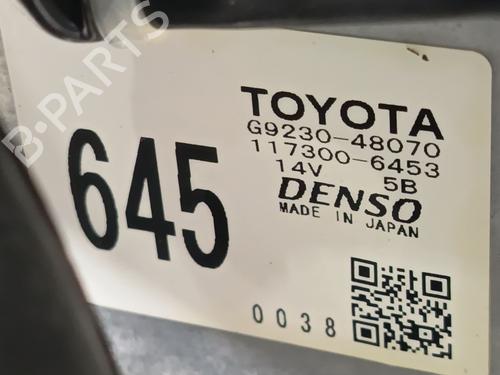 B-PARTS
TOYOTA
G9230-48070
117300-6453
14V 5B
DENSO
MADE IN JAPAN
645
0038